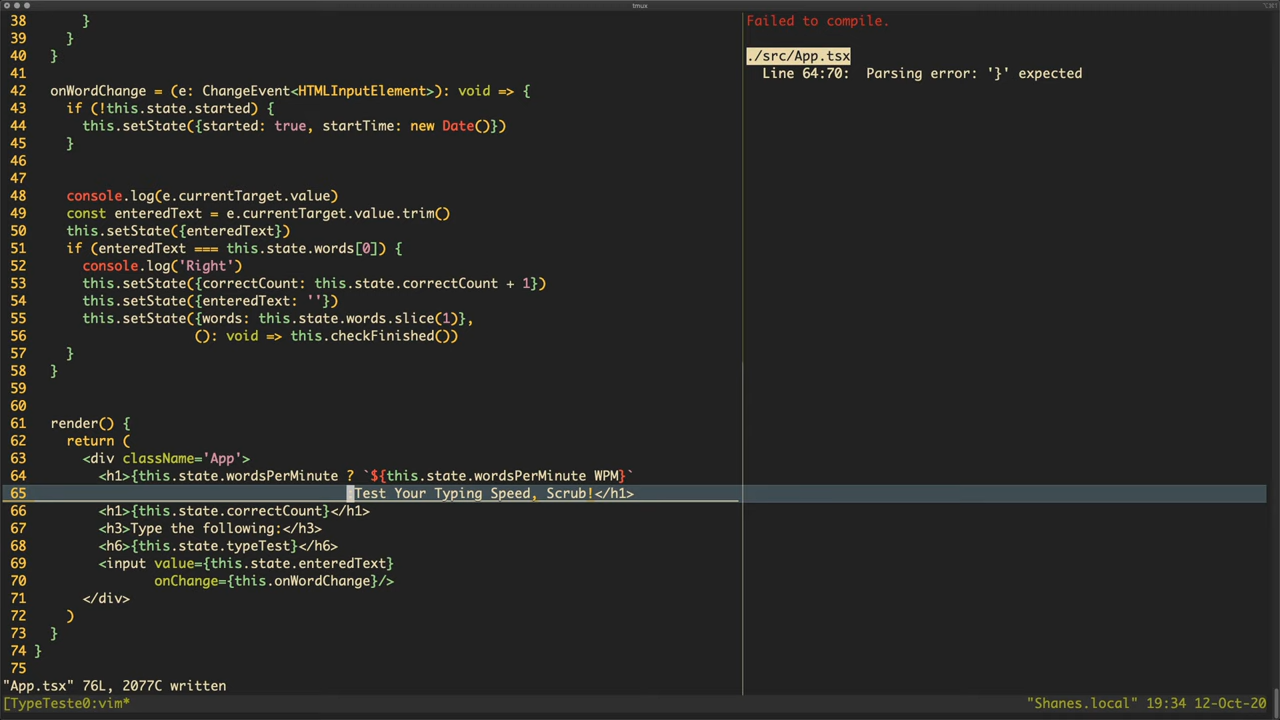 tmux
38       }
39     }
40   }
41
42   onWordChange = (e: ChangeEvent<HTMLInputElement>): void => {
43     if (!this.state.started) {
44       this.setState({started: true, startTime: new Date()})
45     }
46
47
48     console.log(e.currentTarget.value)
49     const enteredText = e.currentTarget.value.trim()
50     this.setState({enteredText})
51     if (enteredText === this.state.words[0]) {
52       console.log('Right')
53       this.setState({correctCount: this.state.correctCount + 1})
54       this.setState({enteredText: ''})
55       this.setState({words: this.state.words.slice(1)},
56                     (): void => this.checkFinished())
57     }
58   }
59
60
61   render() {
62     return (
63       <div className='App'>
64         <h1>{this.state.wordsPerMinute ? `${this.state.wordsPerMinute WPM}`
65                                        Test Your Typing Speed, Scrub!</h1>
66         <h1>{this.state.correctCount}</h1>
67         <h3>Type the following:</h3>
68         <h6>{this.state.typeTest}</h6>
69         <input value={this.state.enteredText}
70                onChange={this.onWordChange}/>
71       </div>
72     )
73   }
74 }
75
"App.tsx" 76L, 2077C written
Failed to compile.
./src/App.tsx
  Line 64:70:  Parsing error: '}' expected
[TypeTeste0:vim*
"Shanes.local" 19:34 12-Oct-20